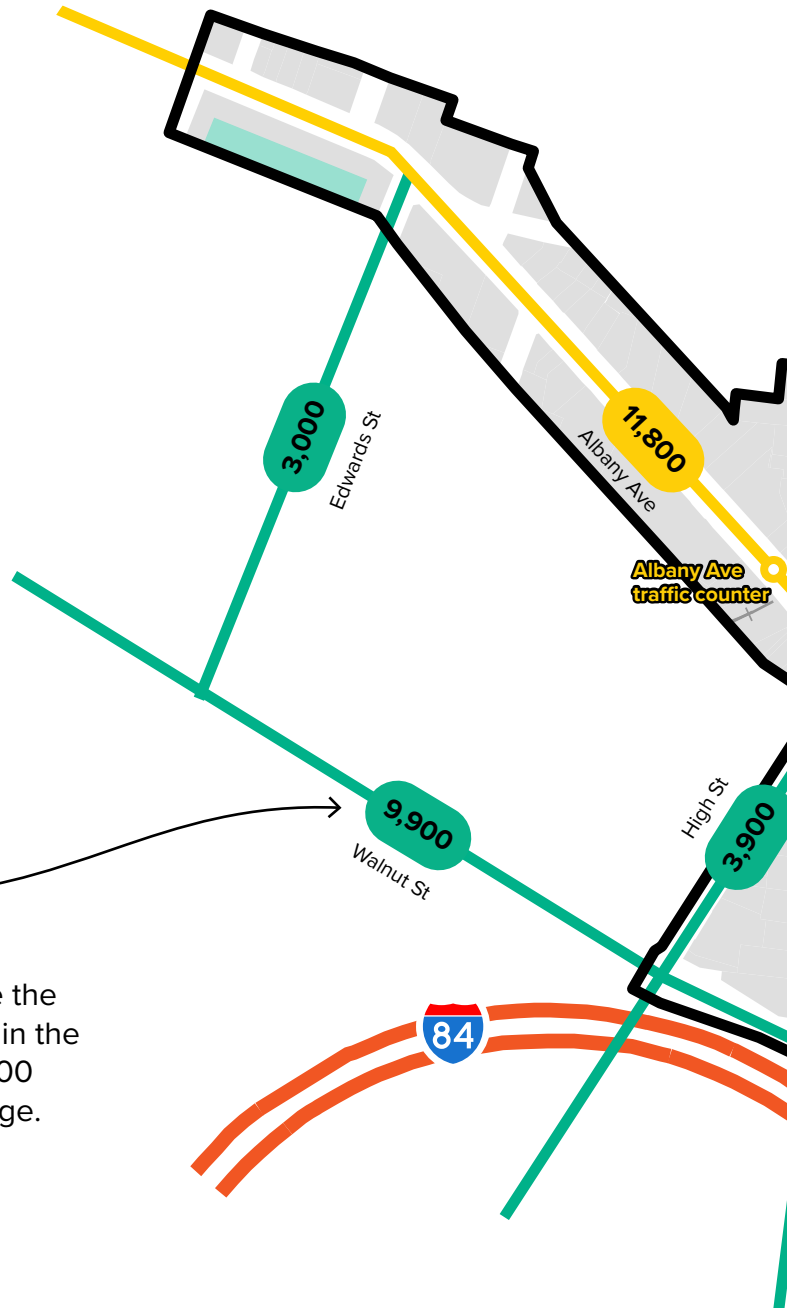 3,000
Edwards St
11,800
Albany Ave
Albany Ave
traffic counter
High St
3,900
9,900
Walnut St
the
in the
00
ge.
84